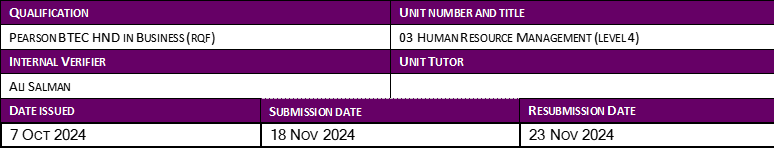 QUALIFICATION UNIT NUMBER AND TITLE
PEARSON BTEC HND IN BUSINESS (RQF) 03 HUMAN RESOURCE MANAGEMENT (LEVEL 4)
INTERNAL VERIFIER UNIT TUTOR
ALI SALMAN
DATE ISSUED SUBMISSION DATE RESUBMISSION DATE
7 OCT 2024 18 NOV 2024 23 NOV 2024